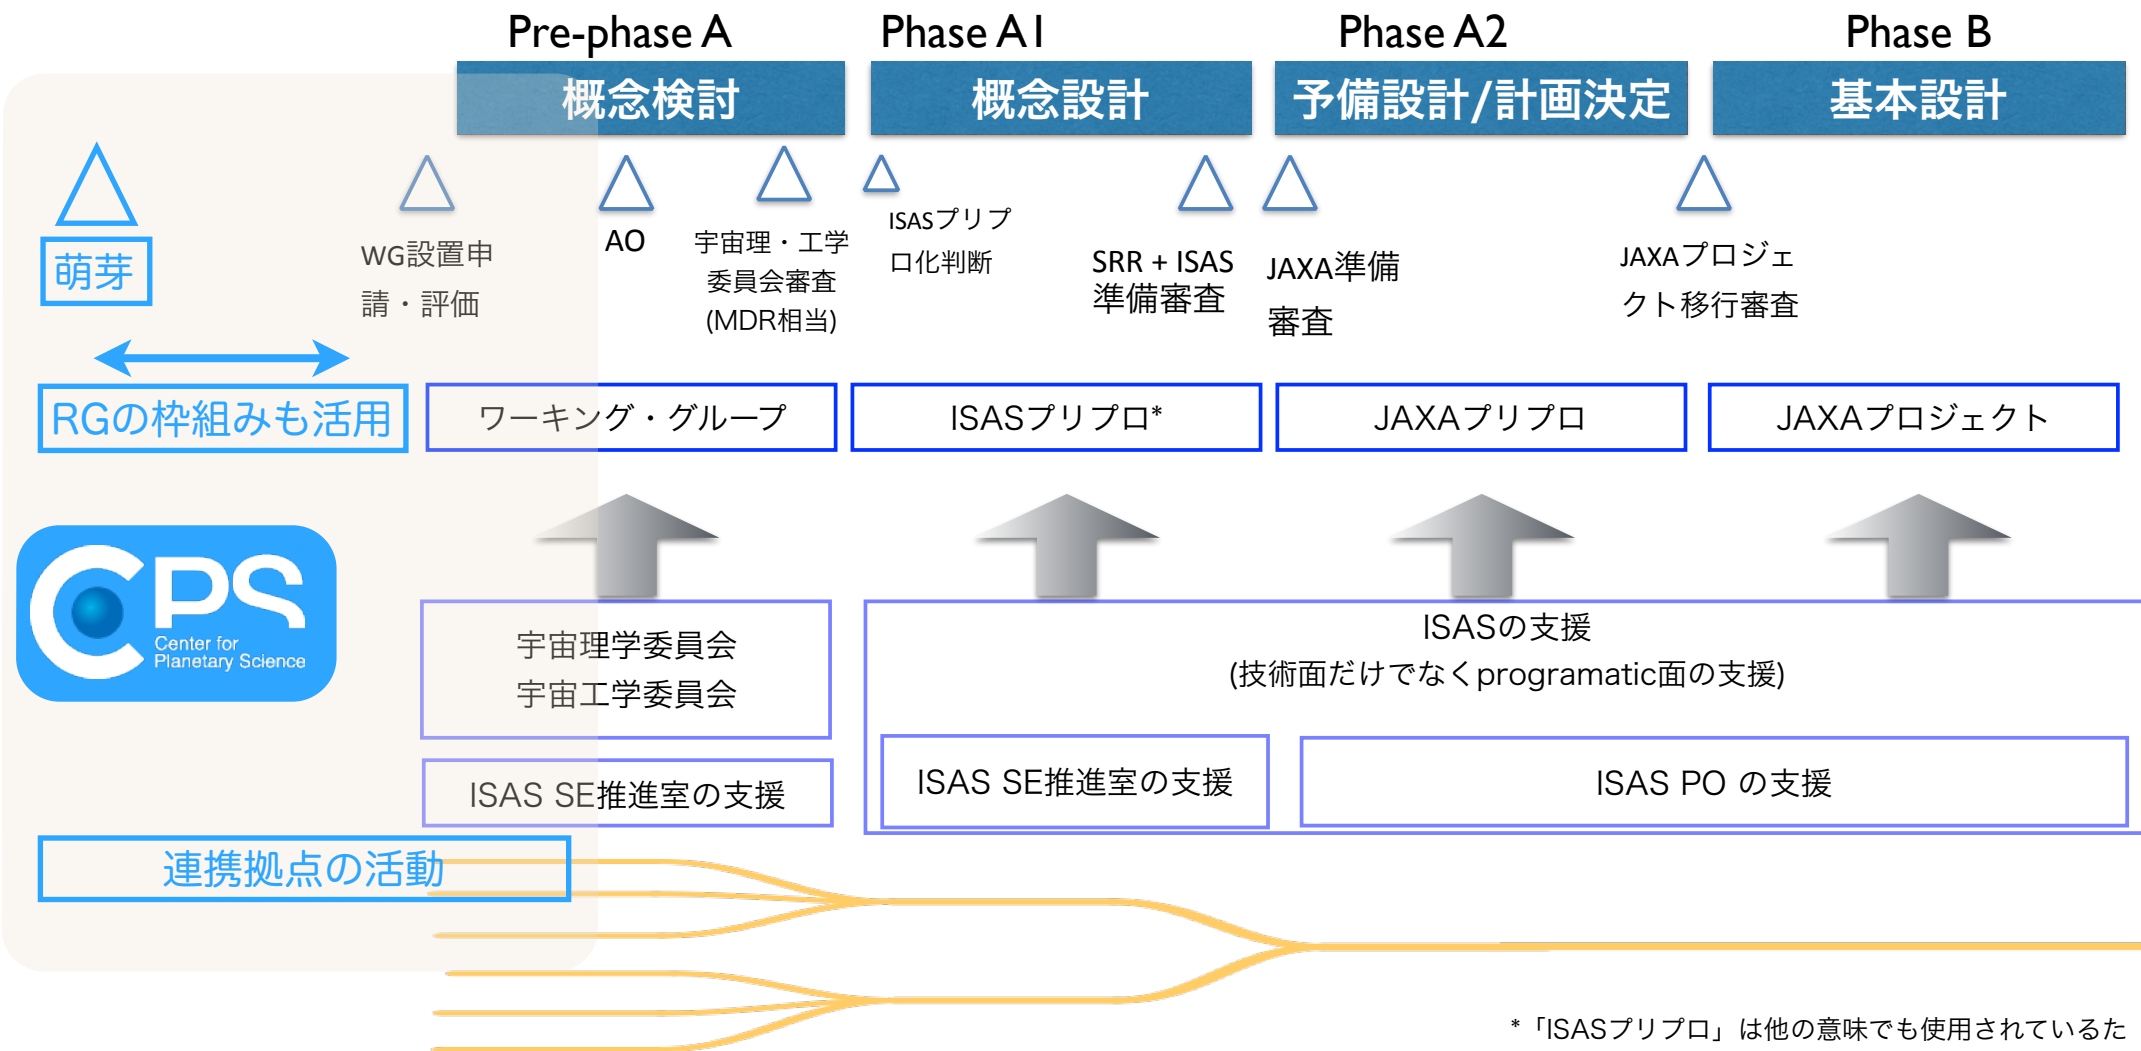 Pre-phase A
Phase A1
Phase A2
Phase B
概念検討
概念設計
予備設計/計画決定
基本設計
萌芽
WG設置申
請・評価
AO
宇宙理・工学
委員会審査
(MDR相当)
ISASプリプ
ロ化判断
SRR + ISAS
準備審査
JAXA準備
審査
JAXAプロジェ
クト移行審査
RGの枠組みも活用
ワーキング・グループ
ISASプリプロ*
JAXAプリプロ
JAXAプロジェクト
CPS
Center for
Planetary Science
宇宙理学委員会
宇宙工学委員会
ISAS SE推進室の支援
ISASの支援
(技術面だけでなくprogramatic面の支援)
ISAS SE推進室の支援
ISAS PO の支援
連携拠点の活動
*「ISASプリプロ」は他の意味でも使用されているた